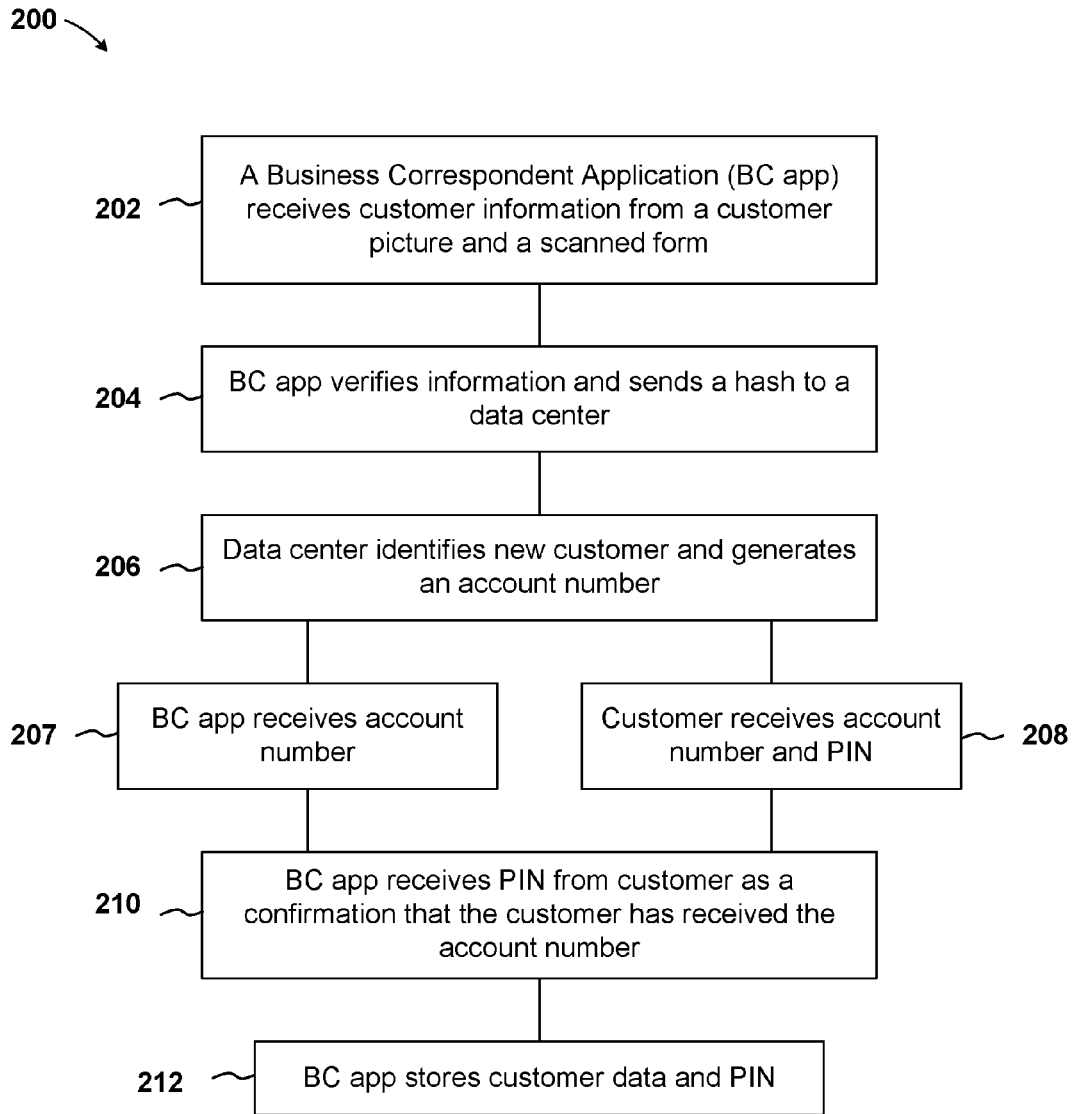 200
202
A Business Correspondent Application (BC app)
receives customer information from a customer
picture and a scanned form
204
BC app verifies information and sends a hash to a
data center
206
Data center identifies new customer and generates
an account number
207
BC app receives account
number
Customer receives account
number and PIN
208
210
BC app receives PIN from customer as a
confirmation that the customer has received the
account number
212
BC app stores customer data and PIN